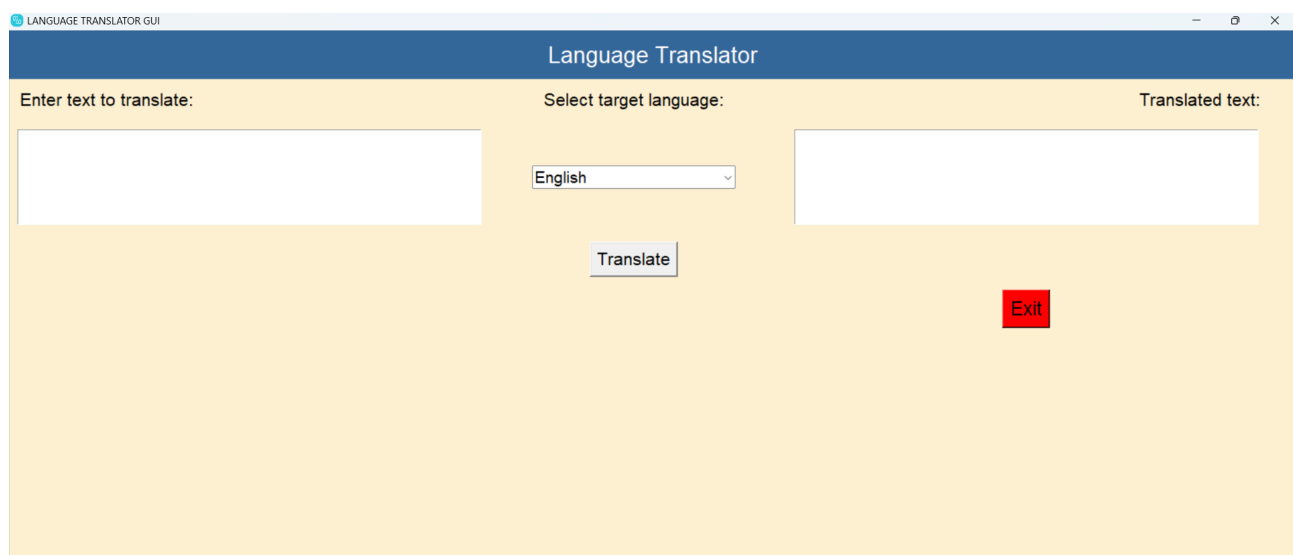 LANGUAGE TRANSLATOR GUI
Language Translator
Enter text to translate:
Select target language:
Translated text:
English
Translate
Exit